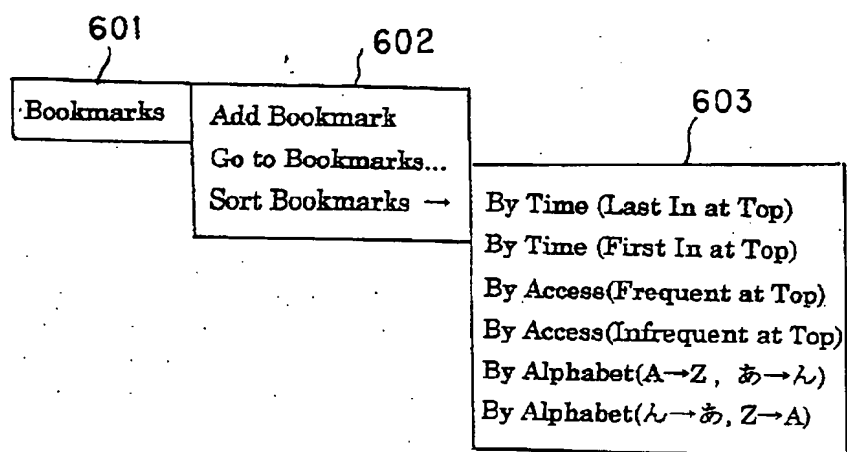 601
602
603
Bookmarks
Add Bookmark
Go to Bookmarks...
Sort Bookmarks →
By Time (Last In at Top)
By Time (First In at Top)
By Access(Frequent at Top)
By Access(Infrequent at Top)
By Alphabet(A→Z , あ→ん)
By Alphabet(ん→あ, Z→A)